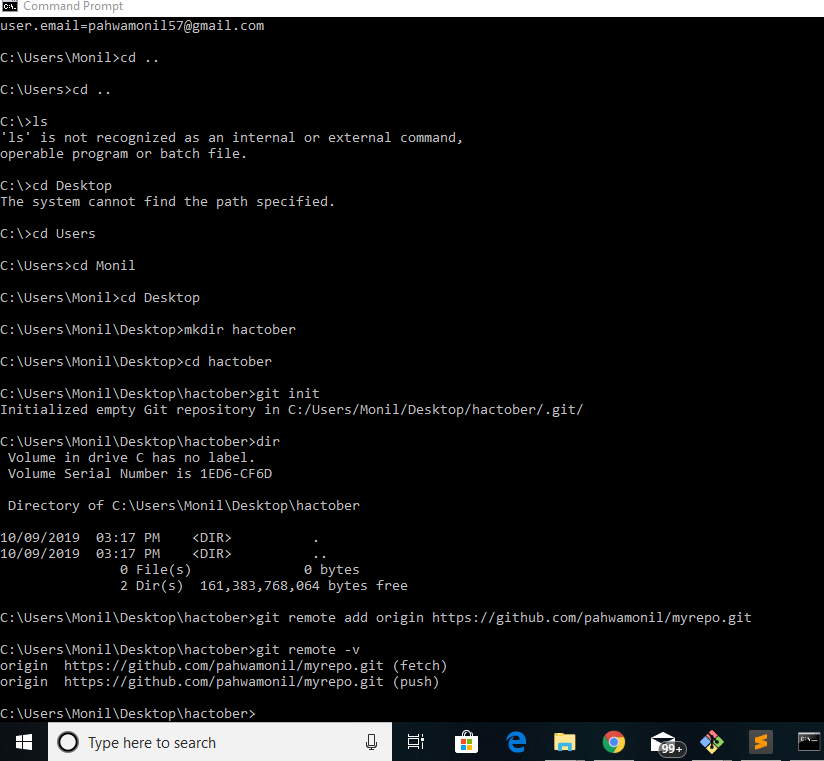 Command Prompt
user.email=pahwamonil57@gmail.com
C:\Users\Monil>cd ..
C:\Users>cd ..
C:\>ls
'ls' is not recognized as an internal or external command,
operable program or batch file.
C:\>cd Desktop
The system cannot find the path specified.
C:\>cd Users
C:\Users>cd Monil
C:\Users\Monil>cd Desktop
C:\Users\Monil\Desktop>mkdir hactober
C:\Users\Monil\Desktop>cd hactober
C:\Users\Monil\Desktop\hactober>git init
Initialized empty Git repository in C:/Users/Monil/Desktop/hactober/.git/
C:\Users\Monil\Desktop\hactober>dir
 Volume in drive C has no label.
 Volume Serial Number is 1ED6-CF6D
 Directory of C:\Users\Monil\Desktop\hactober
10/09/2019  03:17 PM    <DIR>          .
10/09/2019  03:17 PM    <DIR>          ..
               0 File(s)              0 bytes
               2 Dir(s)  161,383,768,064 bytes free
C:\Users\Monil\Desktop\hactober>git remote add origin https://github.com/pahwamonil/myrepo.git
C:\Users\Monil\Desktop\hactober>git remote -v
origin  https://github.com/pahwamonil/myrepo.git (fetch)
origin  https://github.com/pahwamonil/myrepo.git (push)
C:\Users\Monil\Desktop\hactober>
Type here to search
99+